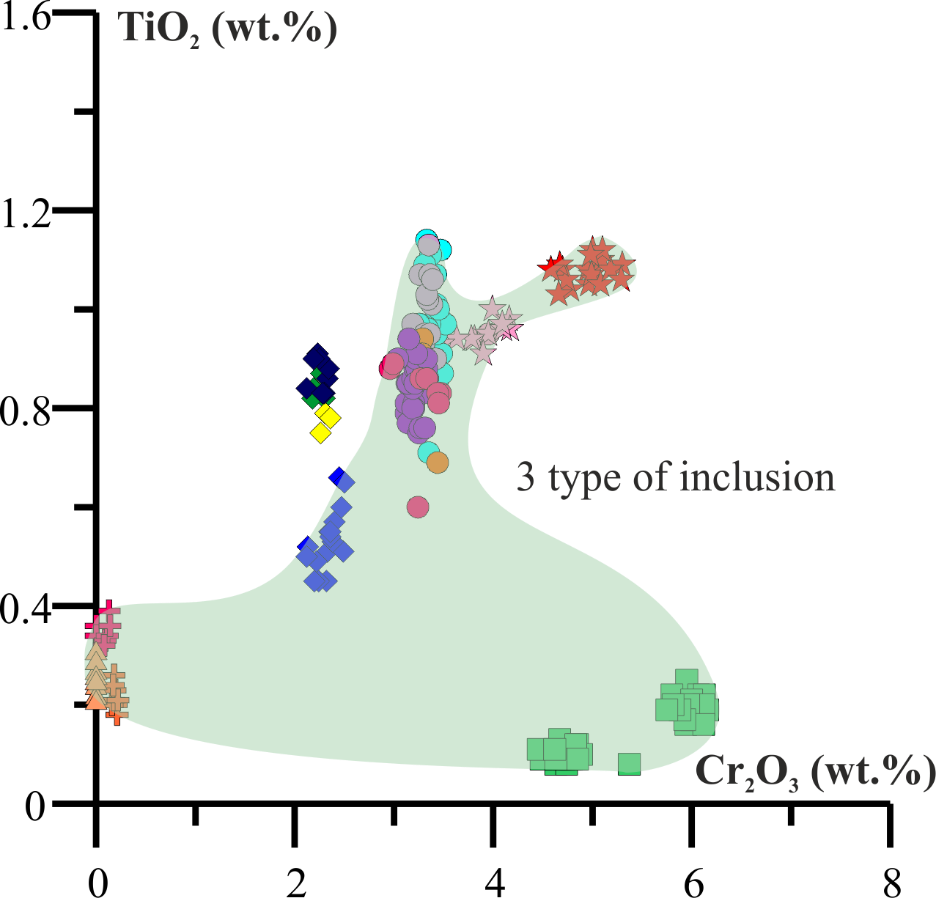 1.6
TiO₂ (wt.%)
1.2
0.8
3 type of inclusion
0.4
Cr₂O₃ (wt.%)
0
0 2 4 6 8